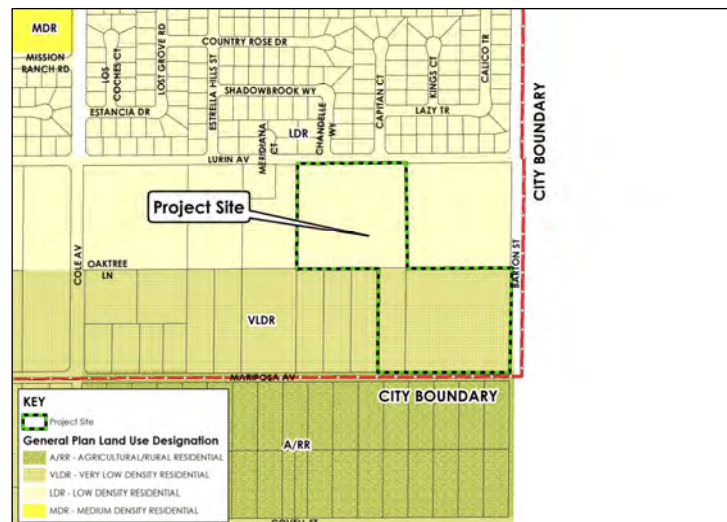 MDR
MISSION
RANCH RD
LOS
COCHES CT
LOST GROVE RD
ESTRELLA HILLS ST
COUNTRY ROSE DR
SHADOWBROOK WY
ESTANCIA DR
MERIDIANA
CT
LDR
CHANDELLE
WY
CAPITAN CT
KINGS CT
CALICO TR
LAZY TR
LURIN AV
CITY BOUNDARY
Project Site
COLE AV
OAKTREE
LN
BARTON ST
VLDR
MARIPOSA AV
CITY BOUNDARY
A/RR
KEY
Project Site
General Plan Land Use Designation
A/RR - AGRICULTURAL/RURAL RESIDENTIAL
VLDR - VERY LOW DENSITY RESIDENTIAL
LDR - LOW DENSITY RESIDENTIAL
MDR - MEDIUM DENSITY RESIDENTIAL